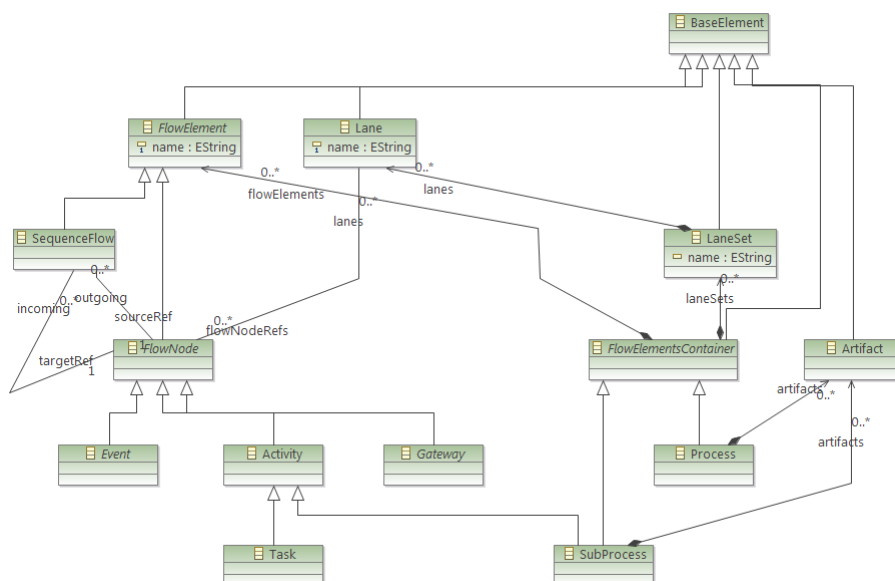 BaseElement
FlowElement
name : EString
Lane
name : EString
0..*
flowElements
0..*
lanes
0..*
lanes
SequenceFlow
LaneSet
name : EString
0..*
outgoing
incoming
0..*
sourceRef
0..*
flowNodeRefs
0..*
laneSets
targetRef
1
1
FlowNode
FlowElementsContainer
Artifact
artifacts
0..*
0..*
artifacts
Event
Activity
Gateway
Process
Task
SubProcess